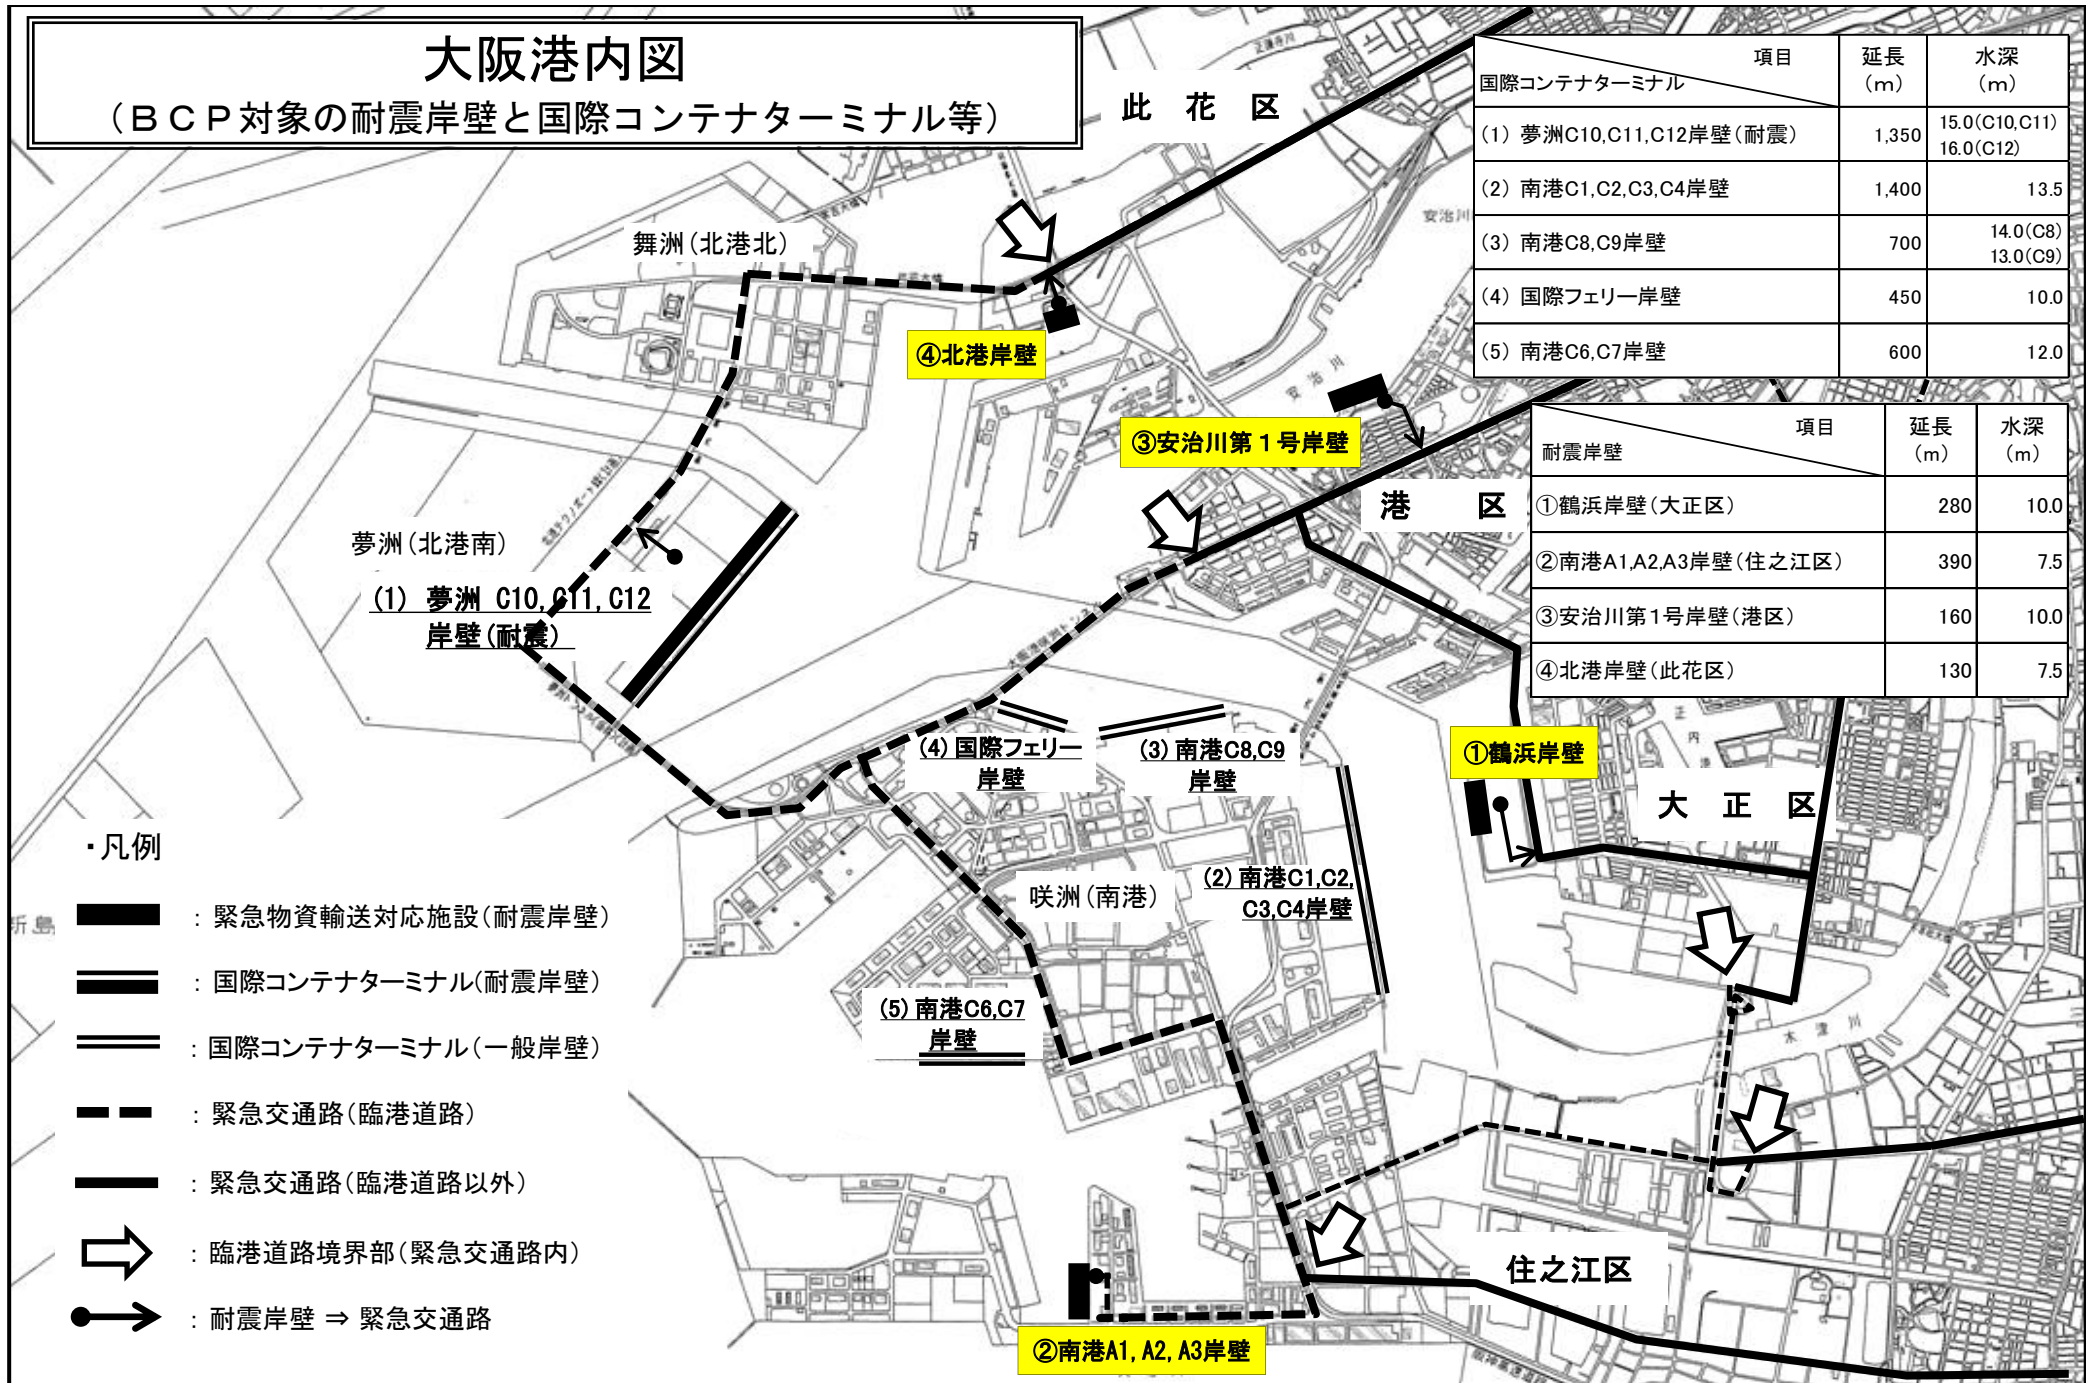 大阪港内図
（ＢＣＰ対象の耐震岸壁と国際コンテナターミナル等）
此 花 区
項目
国際コンテナターミナル
延長
（m）
水深
（m）
(1) 夢洲C10,C11,C12岸壁(耐震)
1,350
15.0(C10,C11)
16.0(C12)
(2) 南港C1,C2,C3,C4岸壁
1,400
13.5
(3) 南港C8,C9岸壁
700
14.0(C8)
13.0(C9)
(4) 国際フェリー岸壁
450
10.0
(5) 南港C6,C7岸壁
600
12.0
項目
耐震岸壁
延長
（m）
水深
（m）
①鶴浜岸壁(大正区)
280
10.0
②南港A1,A2,A3岸壁(住之江区)
390
7.5
③安治川第1号岸壁(港区)
160
10.0
④北港岸壁(此花区)
130
7.5
舞洲(北港北)
④北港岸壁
安治川
③安治川第１号岸壁
港 区
夢洲(北港南)
(1) 夢洲 C10,C11,C12
岸壁(耐震)
(4) 国際フェリー
岸壁
(3) 南港C8,C9
岸壁
①鶴浜岸壁
大 正 区
咲洲(南港)
(2) 南港C1,C2,
C3,C4岸壁
(5) 南港C6,C7
岸壁
木津川
新島
住之江区
②南港A1, A2, A3岸壁
・凡例
：緊急物資輸送対応施設(耐震岸壁)
：国際コンテナターミナル(耐震岸壁)
：国際コンテナターミナル(一般岸壁)
：緊急交通路(臨港道路)
：緊急交通路(臨港道路以外)
：臨港道路境界部(緊急交通路内)
：耐震岸壁 ⇒ 緊急交通路